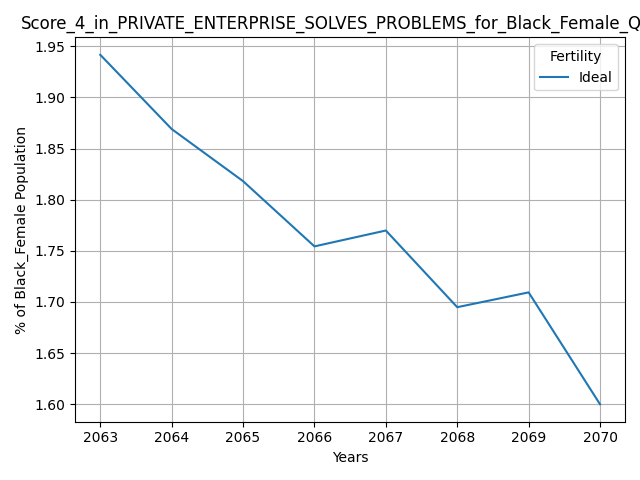 Score_4_in_PRIVATE_ENTERPRISE_SOLVES_PROBLEMS_for_Black_Female_Q
Fertility
Ideal
% of Black_Female Population
1.95
1.90
1.85
1.80
1.75
1.70
1.65
1.60
2063 2064 2065 2066 2067 2068 2069 2070
Years